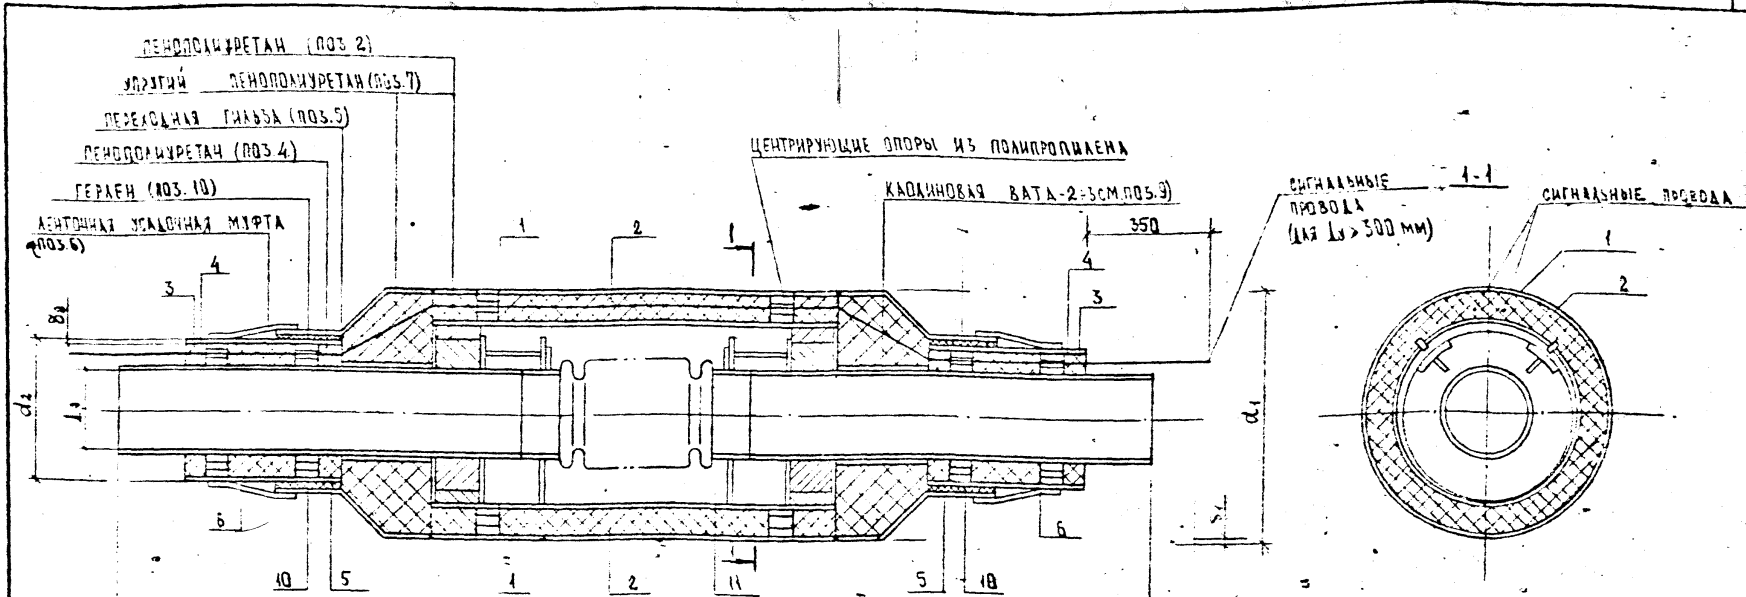 ПЕНОПОЛИУРЕТАН (ПОЗ 2)
УПРУГИЙ ПЕНОПОЛИУРЕТАН (ПОЗ.7)
ПЕРЕХОДНАЯ ГИЛЬЗА (ПОЗ.5)
ПЕНОПОЛИУРЕТАН (ПОЗ 4)
ГЕРЛЕН (ПОЗ. 10)
ЛЕНТОЧНАЯ УСАДОЧНАЯ МУФТА
(ПОЗ.6)
ЦЕНТРИРУЮЩИЕ ОПОРЫ ИЗ ПОЛИПРОПИЛЕНА
КАОЛИНОВАЯ ВАТА-2÷3СМ.ПОЗ.9)
СИГНАЛЬНЫЕ
ПРОВОДА
(ДЛЯ Ду > 300 ММ)
1-1
СИГНАЛЬНЫЕ ПРОВОДА
350
3
4
1
2
1
4
3
1
2
d₂
d₁
6
10
5
1
2
11
5
10
6